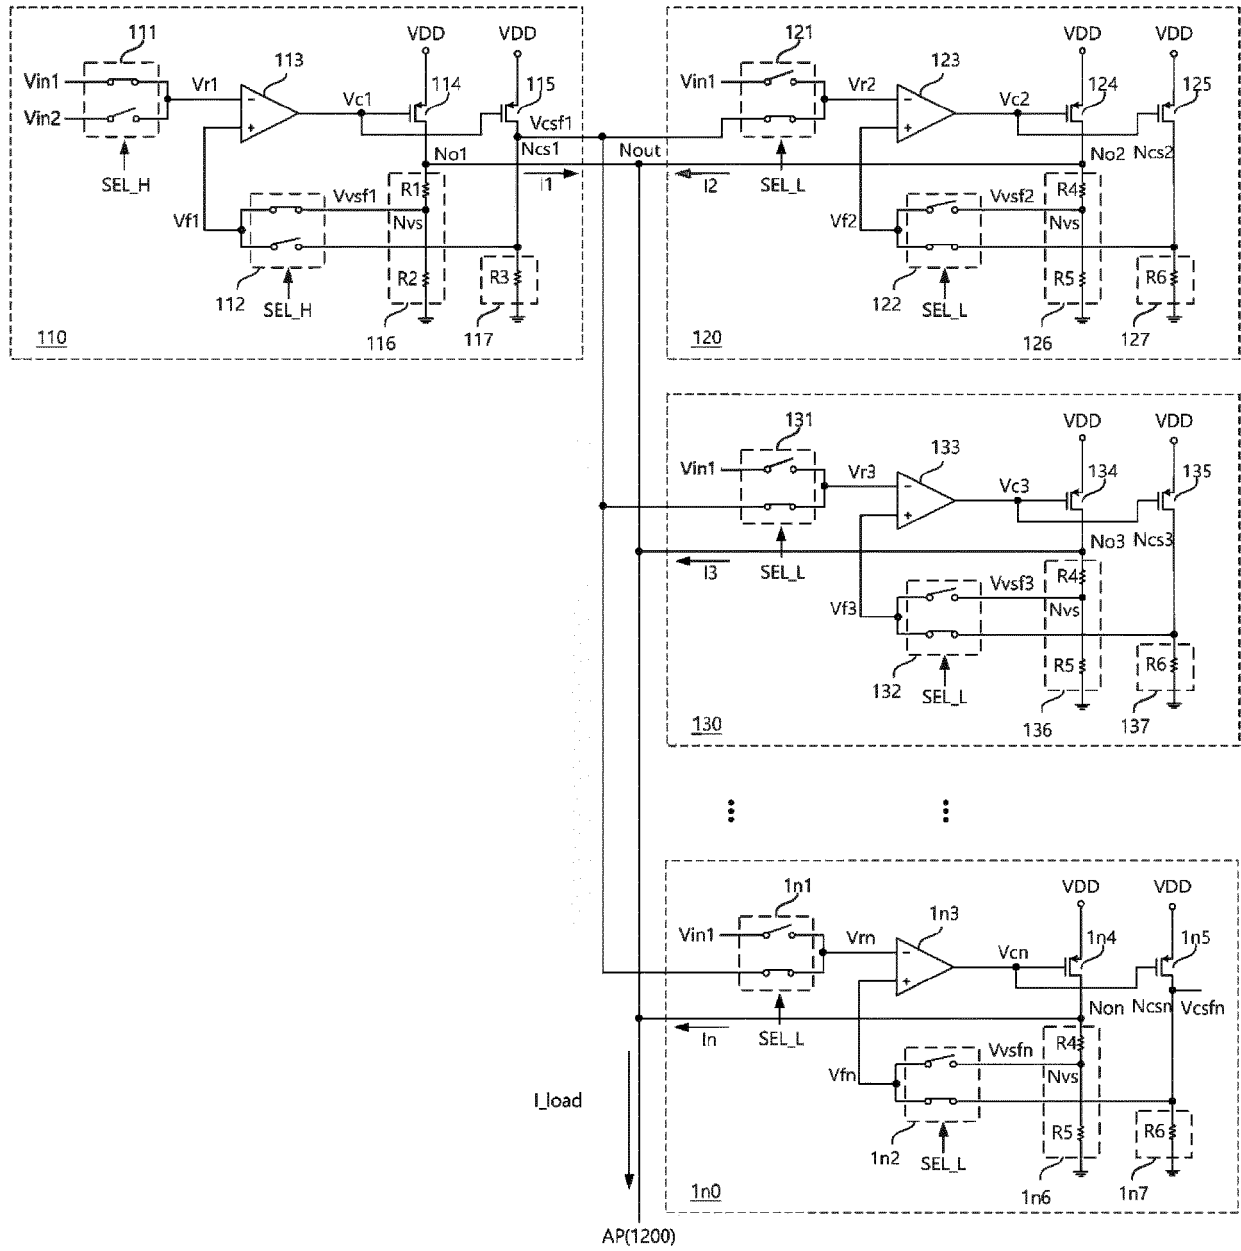 111
Vin1
Vin2
SEL_H
Vr1
113
Vc1
VDD
VDD
114
115
Vcsf1
Ncs1
No1
I1
Vf1
Vvsf1
R1
Nvs
R2
R3
112
SEL_H
116
117
110
Nout
121
Vin1
SEL_L
Vr2
123
Vc2
VDD
VDD
124
125
No2
Ncs2
I2
Vf2
Vvsf2
R4
Nvs
R5
R6
122
SEL_L
126
127
120
131
Vin1
SEL_L
Vr3
133
Vc3
VDD
VDD
134
135
No3
Ncs3
I3
Vf3
Vvsf3
R4
Nvs
R5
R6
132
SEL_L
136
137
130
1n1
Vin1
SEL_L
Vrn
1n3
Vcn
VDD
VDD
1n4
1n5
Non
Ncsn
Vcsfn
In
Vfn
Vvsfn
R4
Nvs
R5
R6
1n2
SEL_L
1n6
1n7
1n0
I_load
AP(1200)